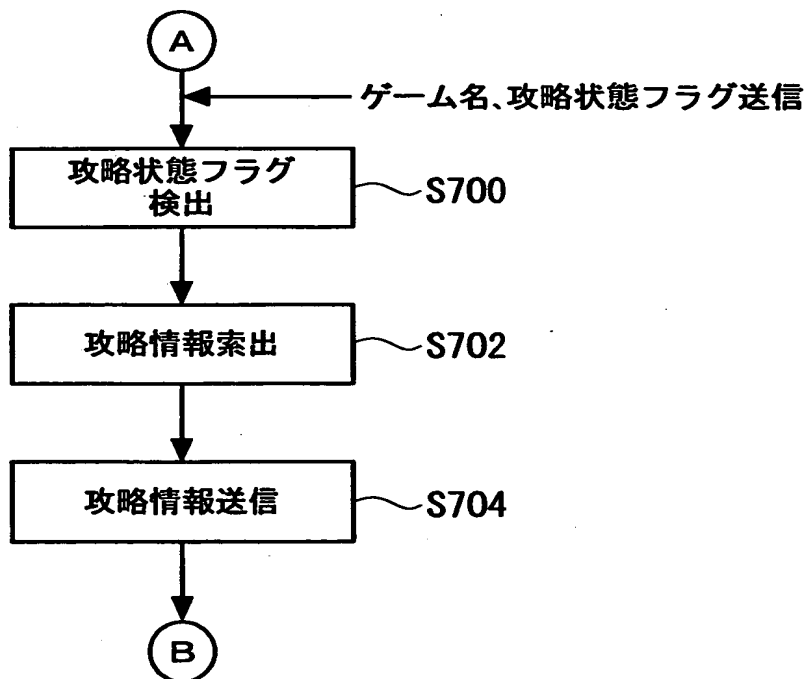 A
ゲーム名、攻略状態フラグ送信
攻略状態フラグ
検出
S700
攻略情報索出
S702
攻略情報送信
S704
B